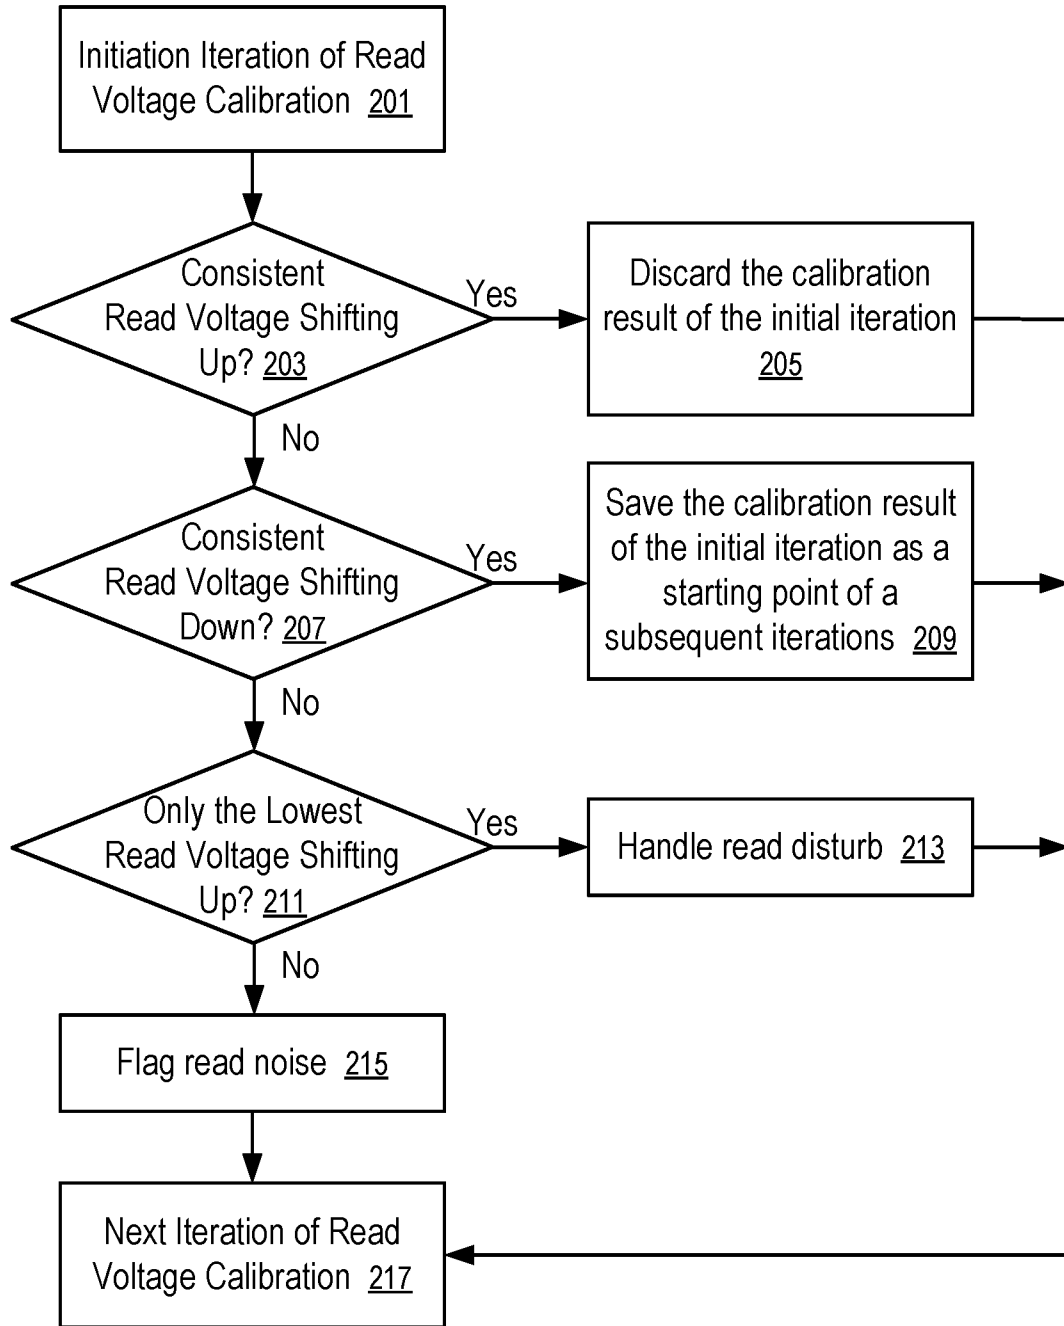 Initiation Iteration of Read
Voltage Calibration 201
Consistent
Read Voltage Shifting
Up? 203
Yes
Discard the calibration
result of the initial iteration
205
No
Consistent
Read Voltage Shifting
Down? 207
Yes
Save the calibration result
of the initial iteration as a
starting point of a
subsequent iterations 209
No
Only the Lowest
Read Voltage Shifting
Up? 211
Yes
Handle read disturb 213
No
Flag read noise 215
Next Iteration of Read
Voltage Calibration 217